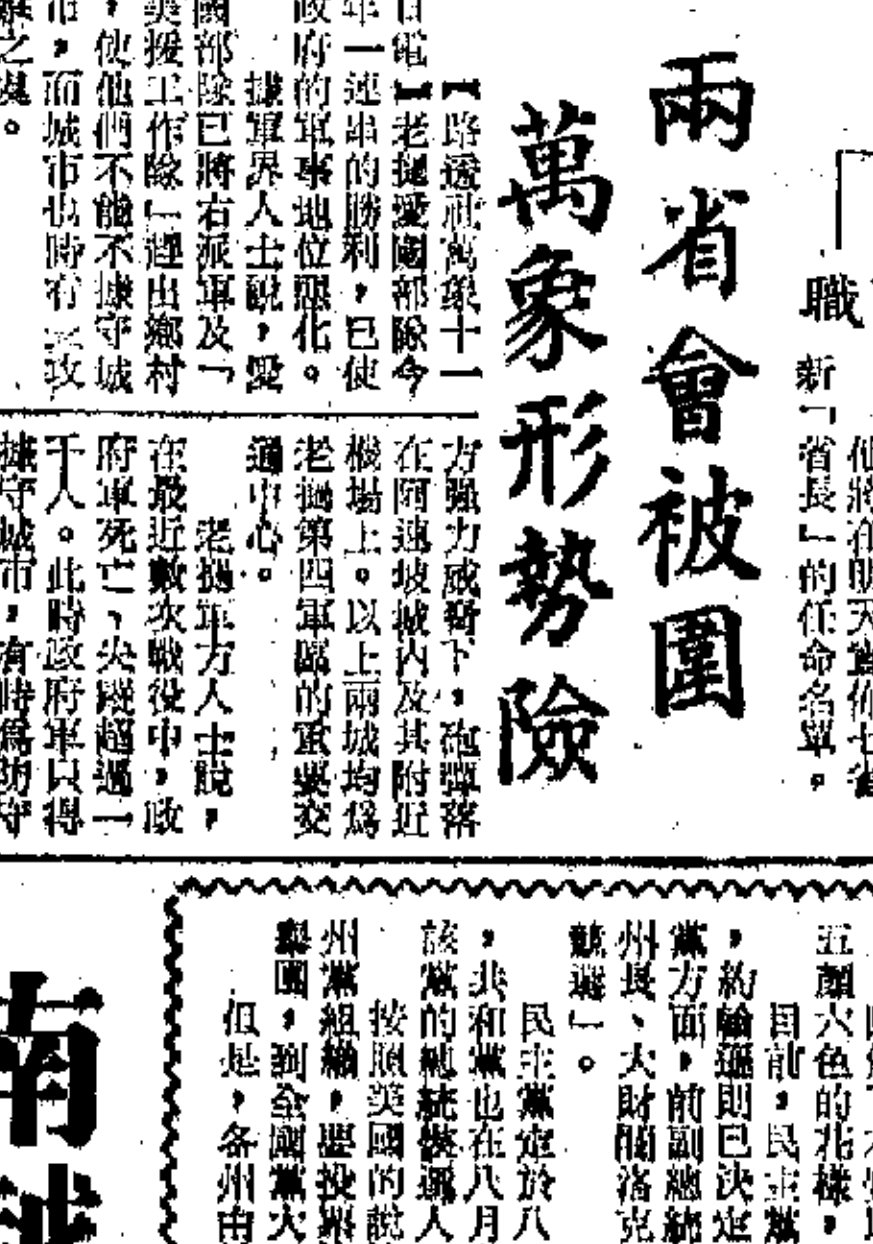 職
新「省長」的任命名單。
兩省會被圍
萬象形勢險
【路透社萬象十一
日電】老撾愛國部隊今
年一連串的勝利，已使
政府的軍事地位惡化。
據軍界人士說，愛
國部隊已將右派軍及「
美援工作隊」趕出鄉村
，使他們不能不據守城
市，而城市也時有 攻
之
方強力威脅下，砲彈落
在阿速坡城內及其附近
機場上。以上兩城均爲
老撾第四軍區的重要交
通中心。
老撾軍方人士說，
在最近數次戰役中，政
府軍死亡、失蹤超過一
千人。此時政府軍只得
據守城市，有時爲防守
五顏六色的花樣，
目前，民主黨
，約翰遜則已決定
黨方面，前副總統
州長、大財閥洛克
競選」。
民主黨定於八
，共和黨也在八月
該黨的總統候選人
按照美國的說
州黨組織，要投票
舉團，到全國黨大
但是，各州由
南